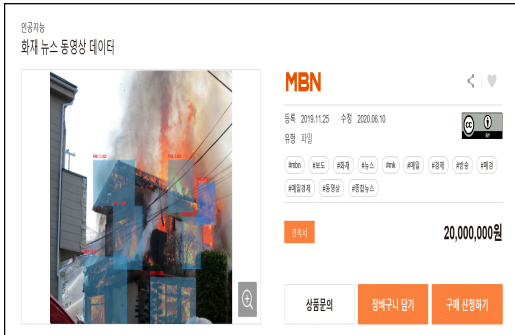 인공지능
화재 뉴스 동영상 데이터
MBN
등록 2019.11.25 수정 2020.06.10
유형 파일
cc
BY
#mbn #보도 #화재 #뉴스 #mk #매일 #경제 #방송 #매경
#매일경제 #동영상 #종합뉴스
견적서 20,000,000원
상품문의 장바구니 담기 구매 신청하기